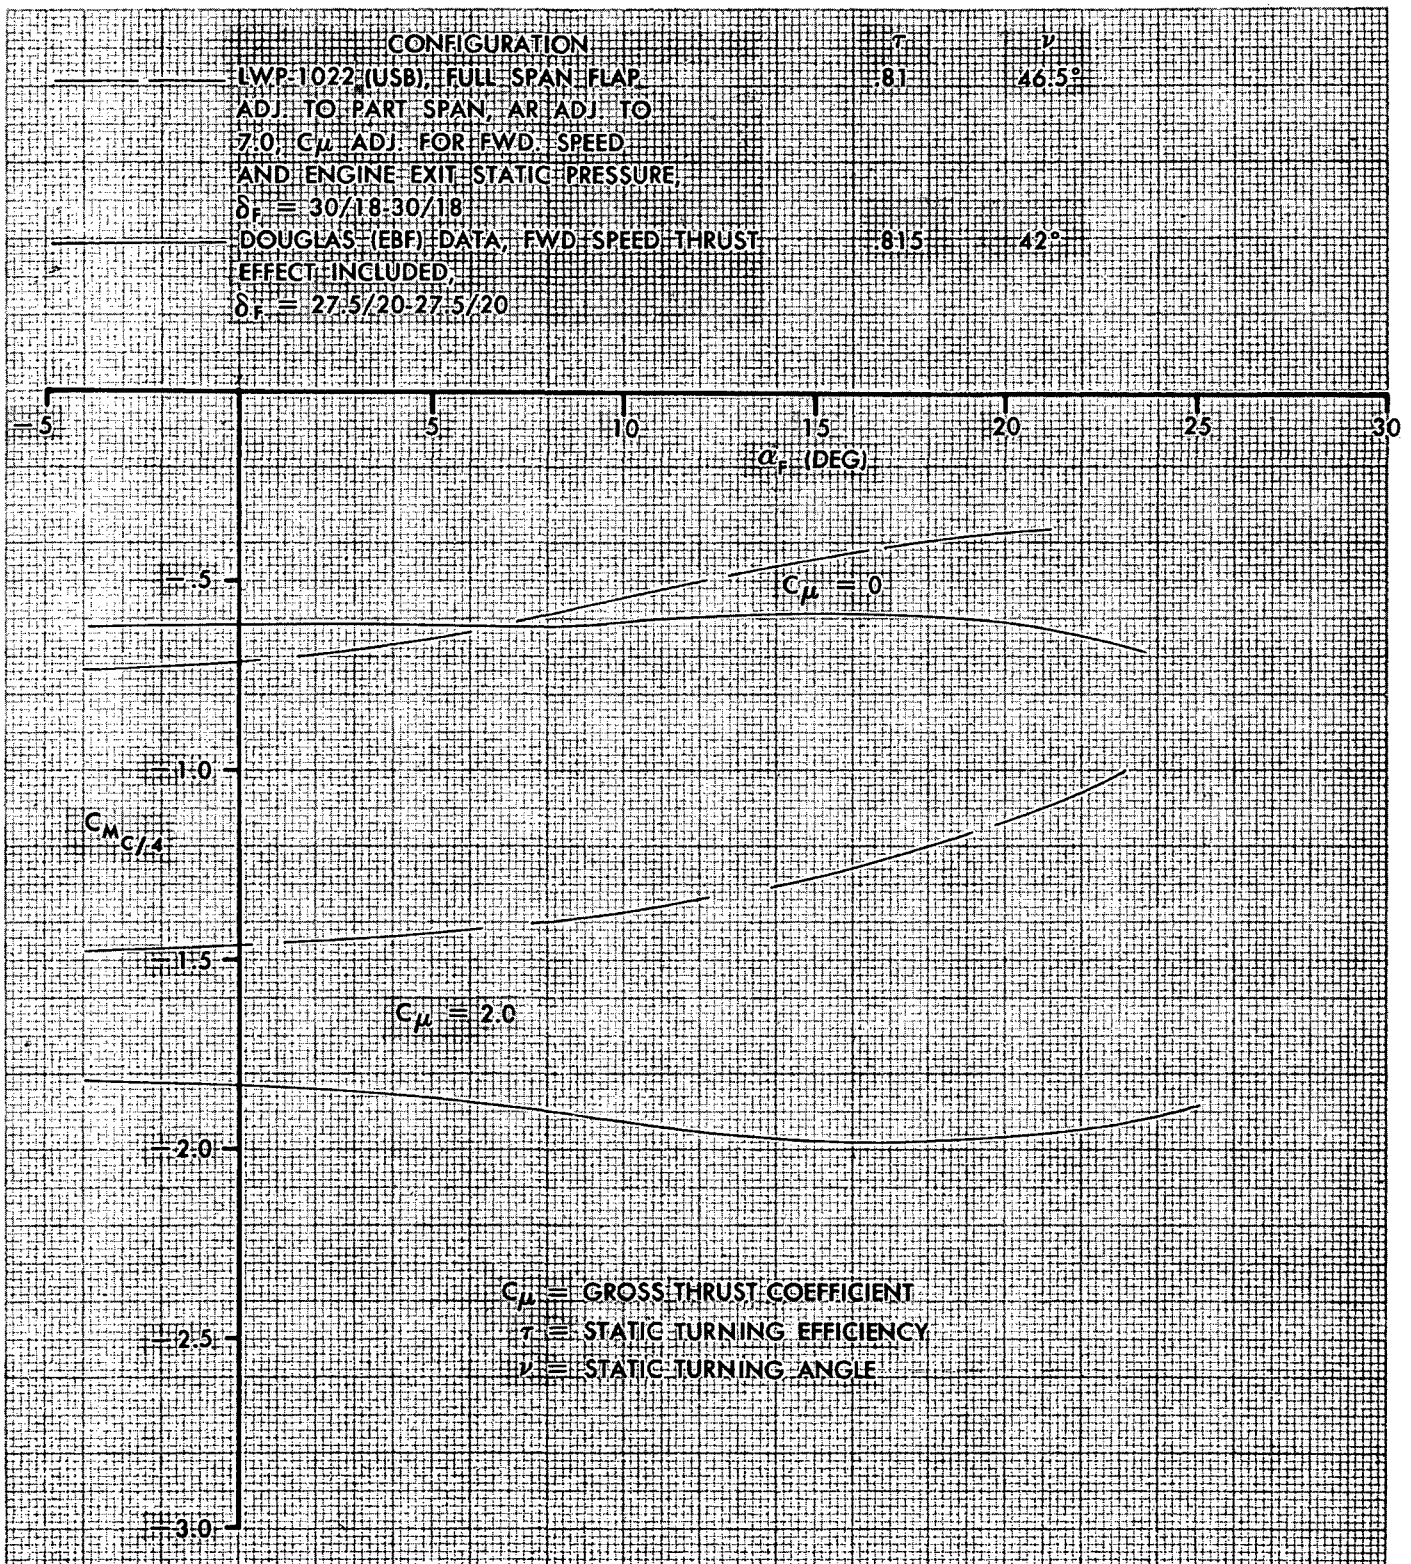 CONFIGURATION τ ν
LWP-1022 (USB), FULL SPAN FLAP .81 46.5°
ADJ. TO PART SPAN, AR ADJ. TO
7.0, Cμ ADJ. FOR FWD. SPEED
AND ENGINE EXIT STATIC PRESSURE,
δF = 30/18-30/18
DOUGLAS (EBF) DATA, FWD SPEED THRUST .815 42°
EFFECT INCLUDED,
δF = 27.5/20-27.5/20
-5 5 10 15 20 25 30
αF (DEG)
-.5
Cμ = 0
-1.0
CMC/4
-1.5
Cμ = 2.0
-2.0
Cμ ≡ GROSS THRUST COEFFICIENT
τ ≡ STATIC TURNING EFFICIENCY
-2.5
ν ≡ STATIC TURNING ANGLE
-3.0